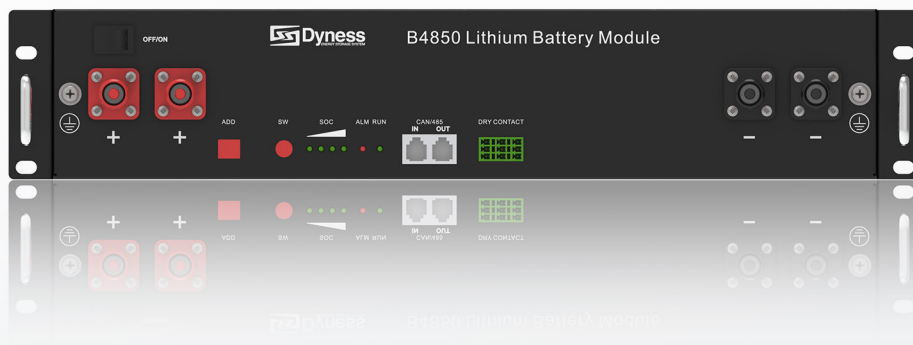 OFF/ON
Dyness
ENERGY STORAGE SYSTEM
B4850 Lithium Battery Module
ADD
SW
SOC
ALM RUN
CAN/485
IN OUT
DRY CONTACT
+ +
− −